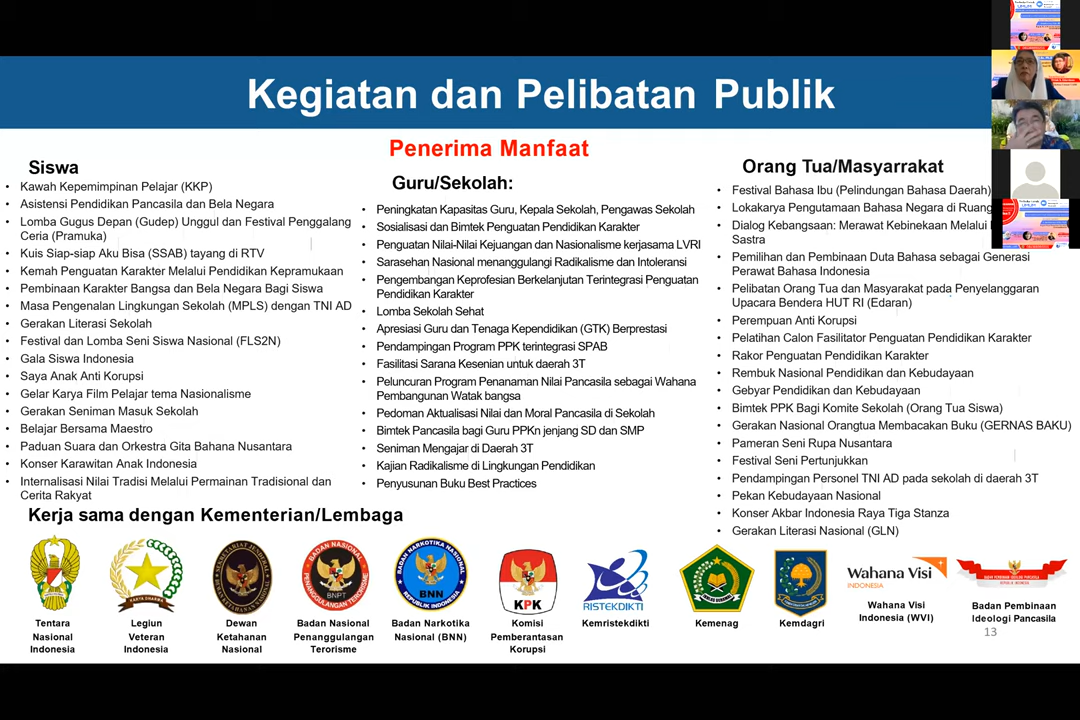 Kegiatan dan Pelibatan Publik
Penerima Manfaat
Siswa
• Kawah Kepemimpinan Pelajar (KKP)
• Asistensi Pendidikan Pancasila dan Bela Negara
• Lomba Gugus Depan (Gudep) Unggul dan Festival Penggalang
Ceria (Pramuka)
• Kuis Siap-siap Aku Bisa (SSAB) tayang di RTV
• Kemah Penguatan Karakter Melalui Pendidikan Kepramukaan
• Pembinaan Karakter Bangsa dan Bela Negara Bagi Siswa
• Masa Pengenalan Lingkungan Sekolah (MPLS) dengan TNI AD
• Gerakan Literasi Sekolah
• Festival dan Lomba Seni Siswa Nasional (FLS2N)
• Gala Siswa Indonesia
• Saya Anak Anti Korupsi
• Gelar Karya Film Pelajar tema Nasionalisme
• Gerakan Seniman Masuk Sekolah
• Belajar Bersama Maestro
• Paduan Suara dan Orkestra Gita Bahana Nusantara
• Konser Karawitan Anak Indonesia
• Internalisasi Nilai Tradisi Melalui Permainan Tradisional dan
Cerita Rakyat
Guru/Sekolah:
• Peningkatan Kapasitas Guru, Kepala Sekolah, Pengawas Sekolah
• Sosialisasi dan Bimtek Penguatan Pendidikan Karakter
• Penguatan Nilai-Nilai Kejuangan dan Nasionalisme kerjasama LVRI
• Sarasehan Nasional menanggulangi Radikalisme dan Intoleransi
• Pengembangan Keprofesian Berkelanjutan Terintegrasi Penguatan
Pendidikan Karakter
• Lomba Sekolah Sehat
• Apresiasi Guru dan Tenaga Kependidikan (GTK) Berprestasi
• Pendampingan Program PPK terintegrasi SPAB
• Fasilitasi Sarana Kesenian untuk daerah 3T
• Peluncuran Program Penanaman Nilai Pancasila sebagai Wahana
Pembangunan Watak bangsa
• Pedoman Aktualisasi Nilai dan Moral Pancasila di Sekolah
• Bimtek Pancasila bagi Guru PPKn jenjang SD dan SMP
• Seniman Mengajar di Daerah 3T
• Kajian Radikalisme di Lingkungan Pendidikan
• Penyusunan Buku Best Practices
Orang Tua/Masyarrakat
• Festival Bahasa Ibu (Pelindungan Bahasa Daerah)
• Lokakarya Pengutamaan Bahasa Negara di Ruang
• Dialog Kebangsaan: Merawat Kebinekaan Melalui
Sastra
• Pemilihan dan Pembinaan Duta Bahasa sebagai Generasi
Perawat Bahasa Indonesia
• Pelibatan Orang Tua dan Masyarakat pada Penyelanggaran
Upacara Bendera HUT RI (Edaran)
• Perempuan Anti Korupsi
• Pelatihan Calon Fasilitator Penguatan Pendidikan Karakter
• Rakor Penguatan Pendidikan Karakter
• Rembuk Nasional Pendidikan dan Kebudayaan
• Gebyar Pendidikan dan Kebudayaan
• Bimtek PPK Bagi Komite Sekolah (Orang Tua Siswa)
• Gerakan Nasional Orangtua Membacakan Buku (GERNAS BAKU)
• Pameran Seni Rupa Nusantara
• Festival Seni Pertunjukkan
• Pendampingan Personel TNI AD pada sekolah di daerah 3T
• Pekan Kebudayaan Nasional
• Konser Akbar Indonesia Raya Tiga Stanza
• Gerakan Literasi Nasional (GLN)
Kerja sama dengan Kementerian/Lembaga
BNPT
BNN
KPK
RISTEKDIKTI
Wahana Visi
INDONESIA
Tentara
Nasional
Indonesia
Legiun
Veteran
Indonesia
Dewan
Ketahanan
Nasional
Badan Nasional
Penanggulangan
Terorisme
Badan Narkotika
Nasional (BNN)
Komisi
Pemberantasan
Korupsi
Kemristekdikti
Kemenag
Kemdagri
Wahana Visi
Indonesia (WVI)
Badan Pembinaan
Ideologi Pancasila
13